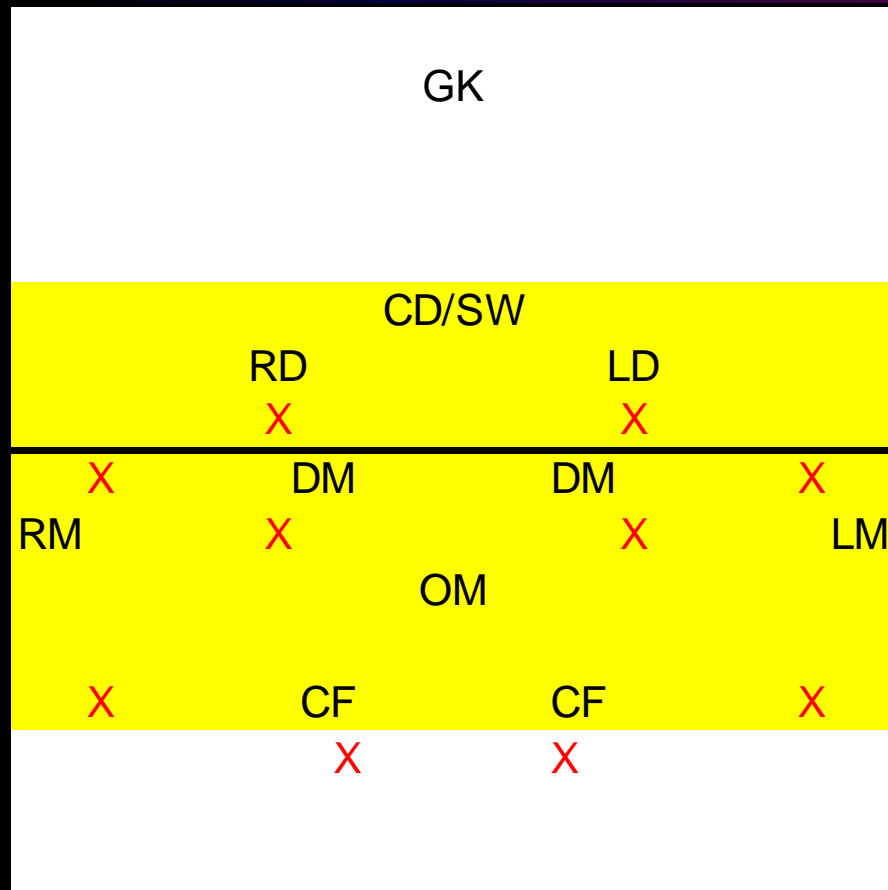 GK
CD/SW
RD LD
X X
X DM DM X
RM X X LM
OM
X CF CF X
X X